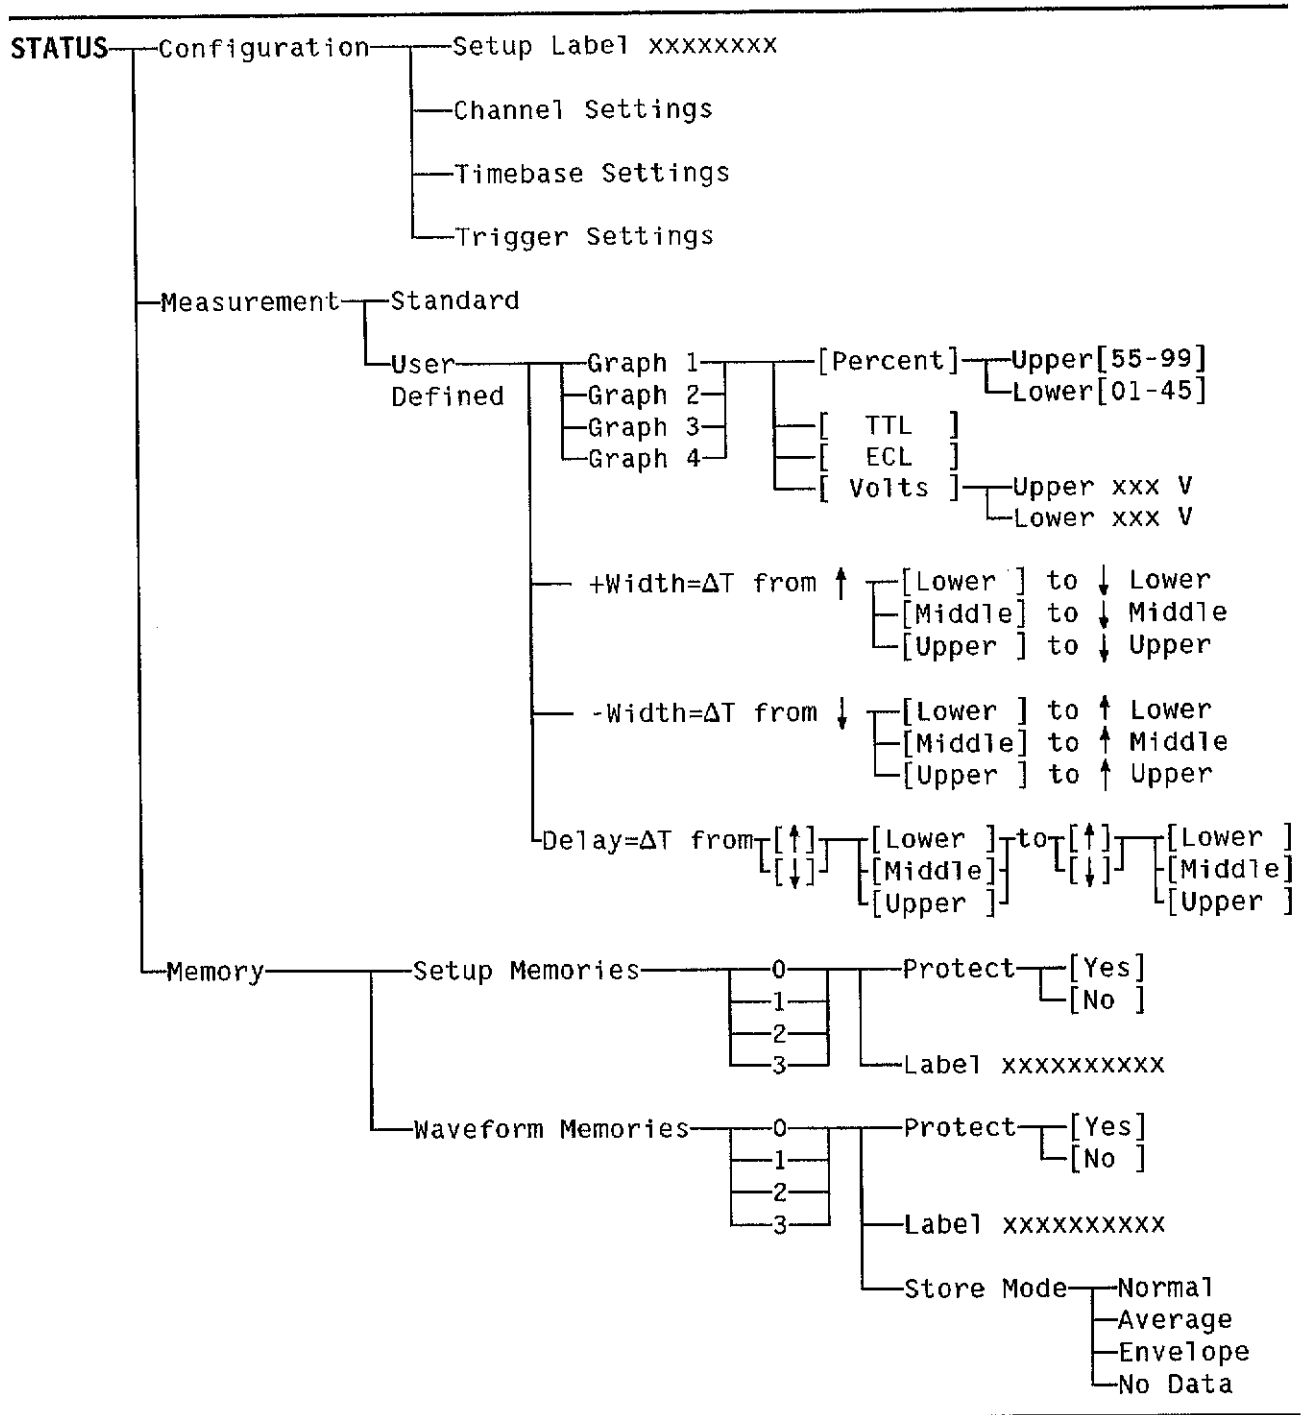 STATUS Configuration Setup Label xxxxxxxx
Channel Settings
Timebase Settings
Trigger Settings
Measurement Standard
User Defined
Graph 1 [Percent] Upper[55-99]
Graph 2 Lower[01-45]
Graph 3 [ TTL ]
Graph 4 [ ECL ]
[ Volts ] Upper xxx V
Lower xxx V
+Width=ΔT from ↑ [Lower ] to ↓ Lower
[Middle] to ↓ Middle
[Upper ] to ↓ Upper
-Width=ΔT from ↓ [Lower ] to ↑ Lower
[Middle] to ↑ Middle
[Upper ] to ↑ Upper
Delay=ΔT from [↑] [Lower ] to [↑] [Lower ]
[↓] [Middle] [↓] [Middle]
[Upper ] [Upper ]
Memory Setup Memories 0 Protect [Yes]
1 [No ]
2
3 Label xxxxxxxxxx
Waveform Memories 0 Protect [Yes]
1 [No ]
2
3 Label xxxxxxxxxx
Store Mode Normal
Average
Envelope
No Data